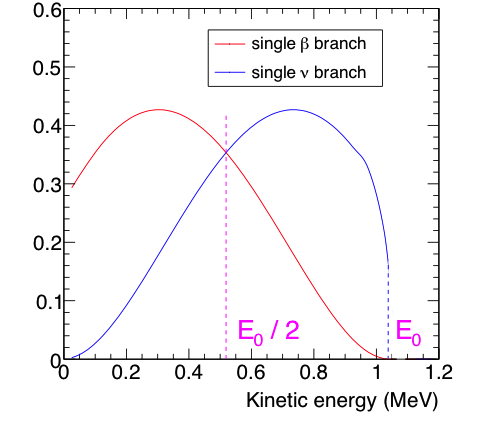 0.6
single β branch
single ν branch
0.5
0.4
0.3
0.2
0.1
E0 / 2
E0
0
0 0.2 0.4 0.6 0.8 1 1.2
Kinetic energy (MeV)